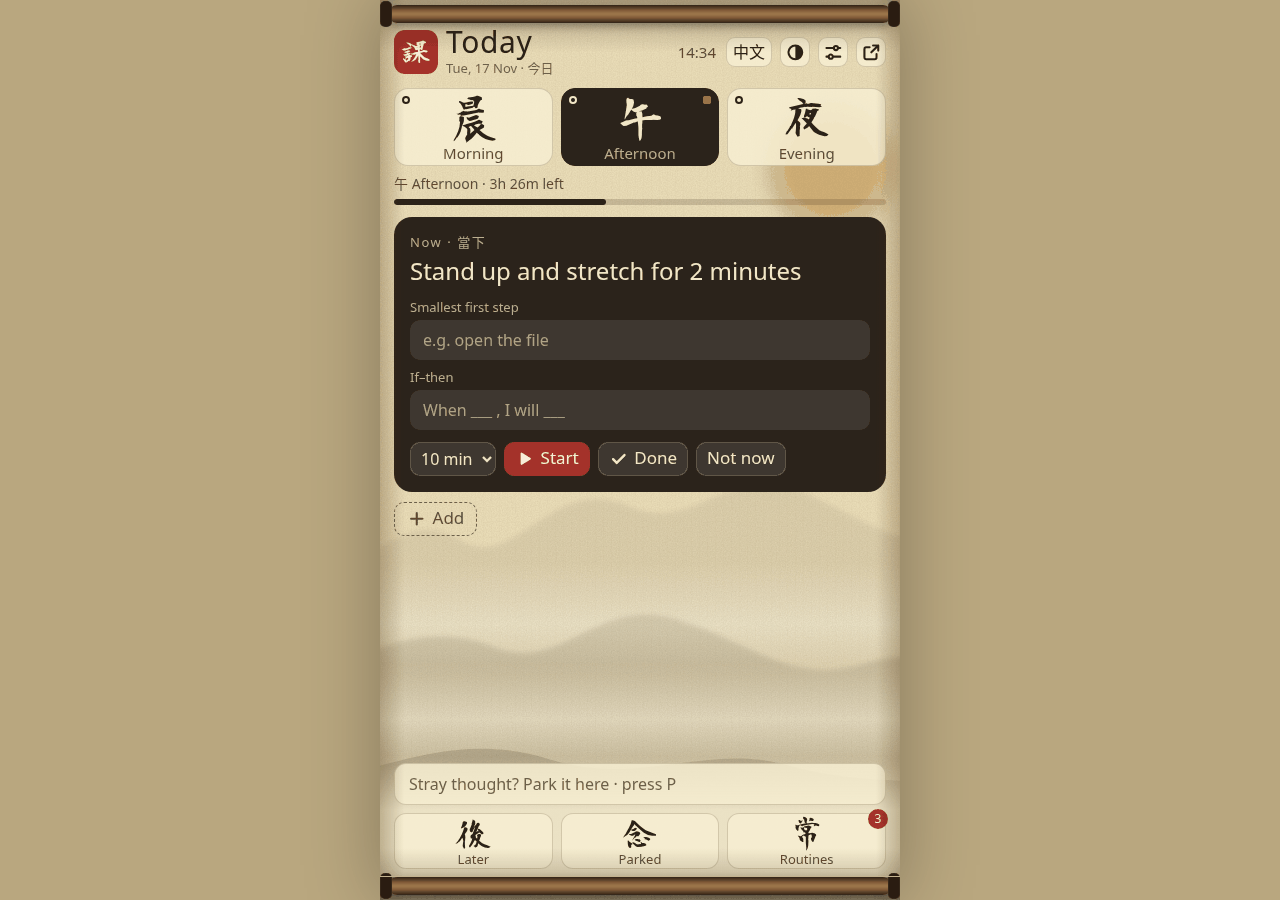 課
Today
Tue, 17 Nov · 今日
14:34
中文
晨
Morning
午
Afternoon
夜
Evening
午 Afternoon · 3h 26m left
Now · 當下
Stand up and stretch for 2 minutes
Smallest first step
e.g. open the file
If–then
When ___ , I will ___
10 min
Start
Done
Not now
Add
Stray thought? Park it here · press P
後
Later
念
Parked
常
Routines
3